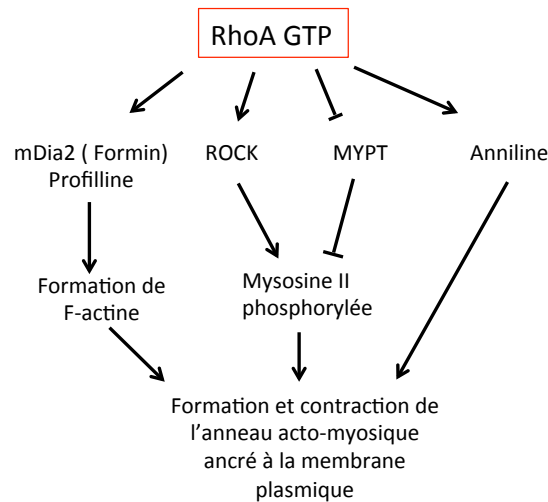 RhoA GTP
mDia2 ( Formin)
Profilline
ROCK
MYPT
Anniline
Formation de
F-actine
Mysosine II
phosphorylée
Formation et contraction de
l'anneau acto-myosique
ancré à la membrane
plasmique